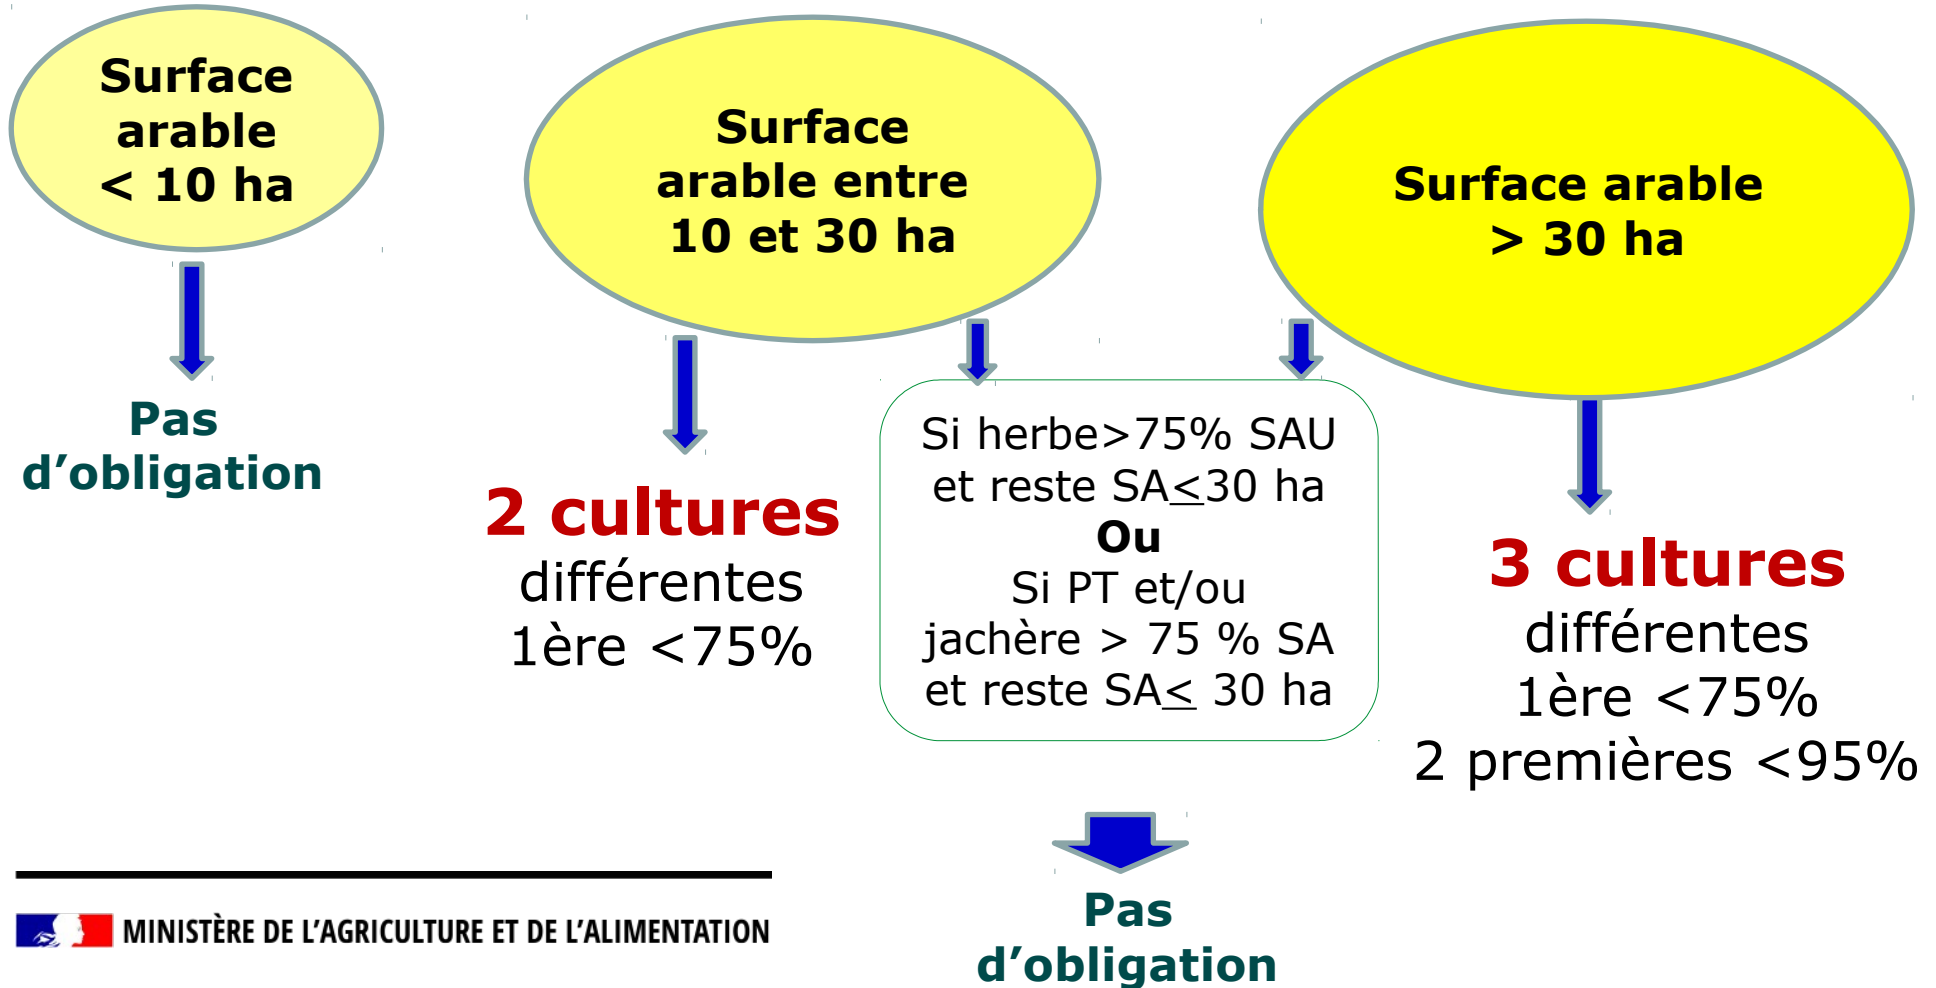 Surface
arable
< 10 ha
Surface
arable entre
10 et 30 ha
Surface arable
> 30 ha
Pas
d’obligation
2 cultures
différentes
1ère <75%
Si herbe>75% SAU
et reste SA<30 ha
Ou
Si PT et/ou
jachère > 75 % SA
et reste SA< 30 ha
3 cultures
différentes
1ère <75%
2 premières <95%
Pas
d’obligation
MINISTÈRE DE L’AGRICULTURE ET DE L’ALIMENTATION